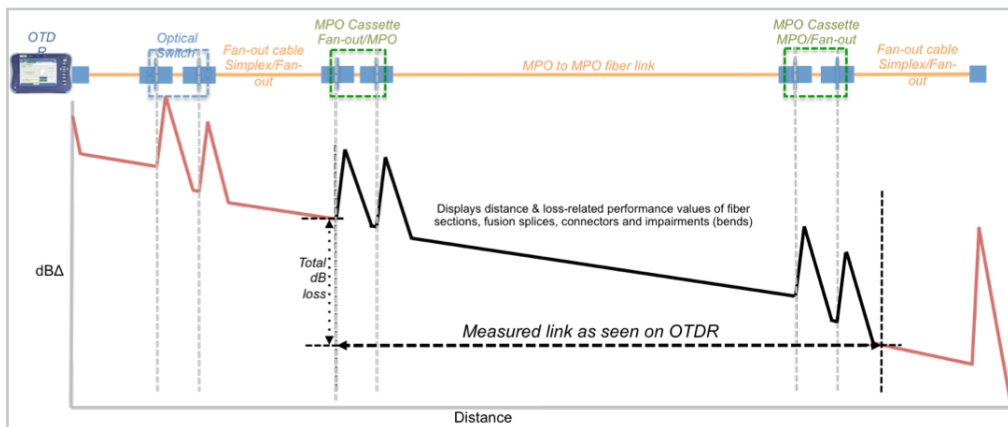 OTD
R
Optical
Switch
Fan-out cable
Simplex/Fan-
out
MPO Cassette
Fan-out/MPO
MPO to MPO fiber link
MPO Cassette
MPO/Fan-out
Fan-out cable
Simplex/Fan-
out
Displays distance & loss-related performance values of fiber
sections, fusion splices, connectors and impairments (bends)
dBΔ
Total
dB
loss
Measured link as seen on OTDR
Distance